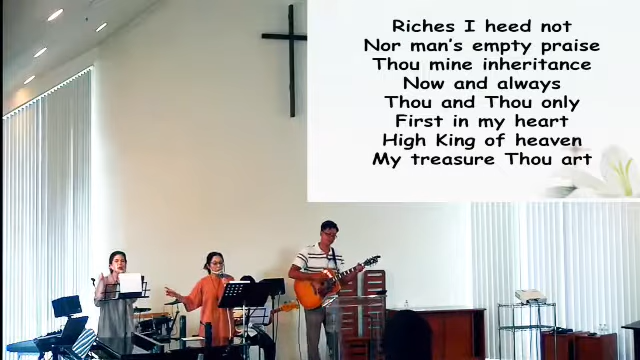 Riches I heed not
Nor man's empty praise
Thou mine inheritance
Now and always
Thou and Thou only
First in my heart
High King of heaven
My treasure Thou art